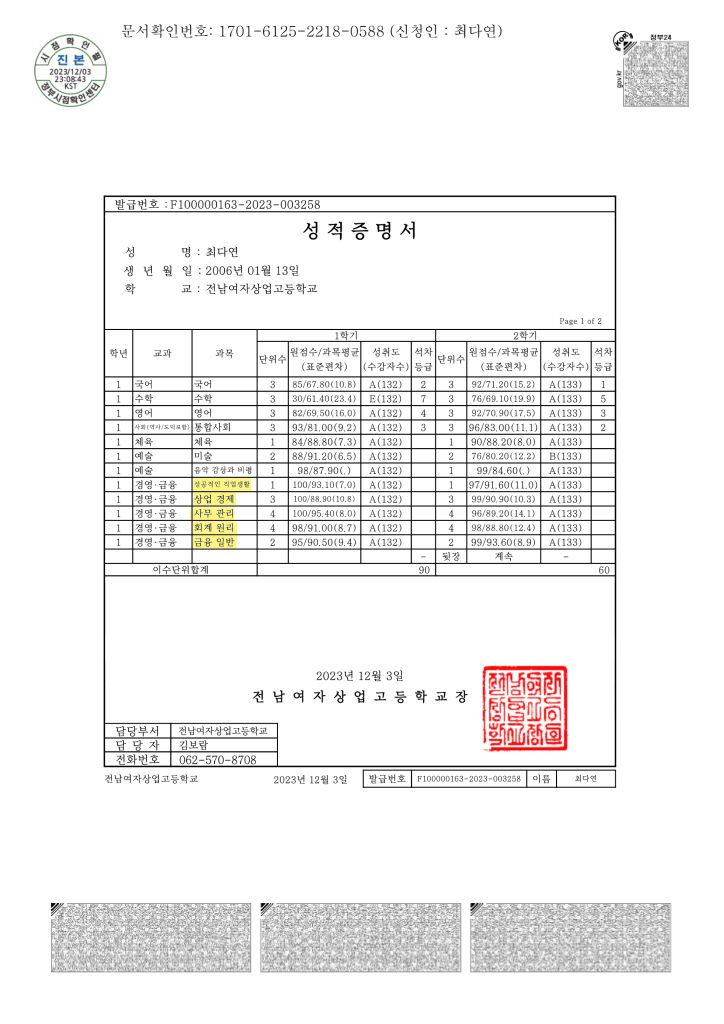 문서확인번호: 1701-6125-2218-0588 (신청인 : 최다연)
시점확인필
진 본
2023/12/03
23:08:43
KST
정부시점확인센터
KOR
정부24
gov.kr
발급번호 : F100000163-2023-003258
성 적 증 명 서
성 명 : 최다연
생 년 월 일 : 2006년 01월 13일
학 교 : 전남여자상업고등학교
Page 1 of 2
1학기 2학기
학년 교과 과목 단위수 원점수/과목평균 (표준편차) 성취도 (수강자수) 석차 등급 단위수 원점수/과목평균 (표준편차) 성취도 (수강자수) 석차 등급
1 국어 국어 3 85/67.80(10.8) A(132) 2 3 92/71.20(15.2) A(133) 1
1 수학 수학 3 30/61.40(23.4) E(132) 7 3 76/69.10(19.9) A(133) 5
1 영어 영어 3 82/69.50(16.0) A(132) 4 3 92/70.90(17.5) A(133) 3
1 사회(역사/도덕포함) 통합사회 3 93/81.00(9.2) A(132) 3 3 96/83.00(11.1) A(133) 2
1 체육 체육 1 84/88.80(7.3) A(132) 1 90/88.20(8.0) A(133)
1 예술 미술 2 88/91.20(6.5) A(132) 2 76/80.20(12.2) B(133)
1 예술 음악 감상과 비평 1 98/87.90(.) A(132) 1 99/84.60(.) A(133)
1 경영·금융 성공적인 직업생활 1 100/93.10(7.0) A(132) 1 97/91.60(11.0) A(133)
1 경영·금융 상업 경제 3 100/88.90(10.8) A(132) 3 99/90.90(10.3) A(133)
1 경영·금융 사무 관리 4 100/95.40(8.0) A(132) 4 96/89.20(14.1) A(133)
1 경영·금융 회계 원리 4 98/91.00(8.7) A(132) 4 98/88.80(12.4) A(133)
1 경영·금융 금융 일반 2 95/90.50(9.4) A(132) 2 99/93.60(8.9) A(133)
- 뒷장 계속 -
이수단위합계 90 60
2023년 12월 3일
전 남 여 자 상 업 고 등 학 교 장
담당부서 전남여자상업고등학교
담 당 자 김보람
전화번호 062-570-8708
전남여자상업고등학교 2023년 12월 3일 발급번호 F100000163-2023-003258 이름 최다연